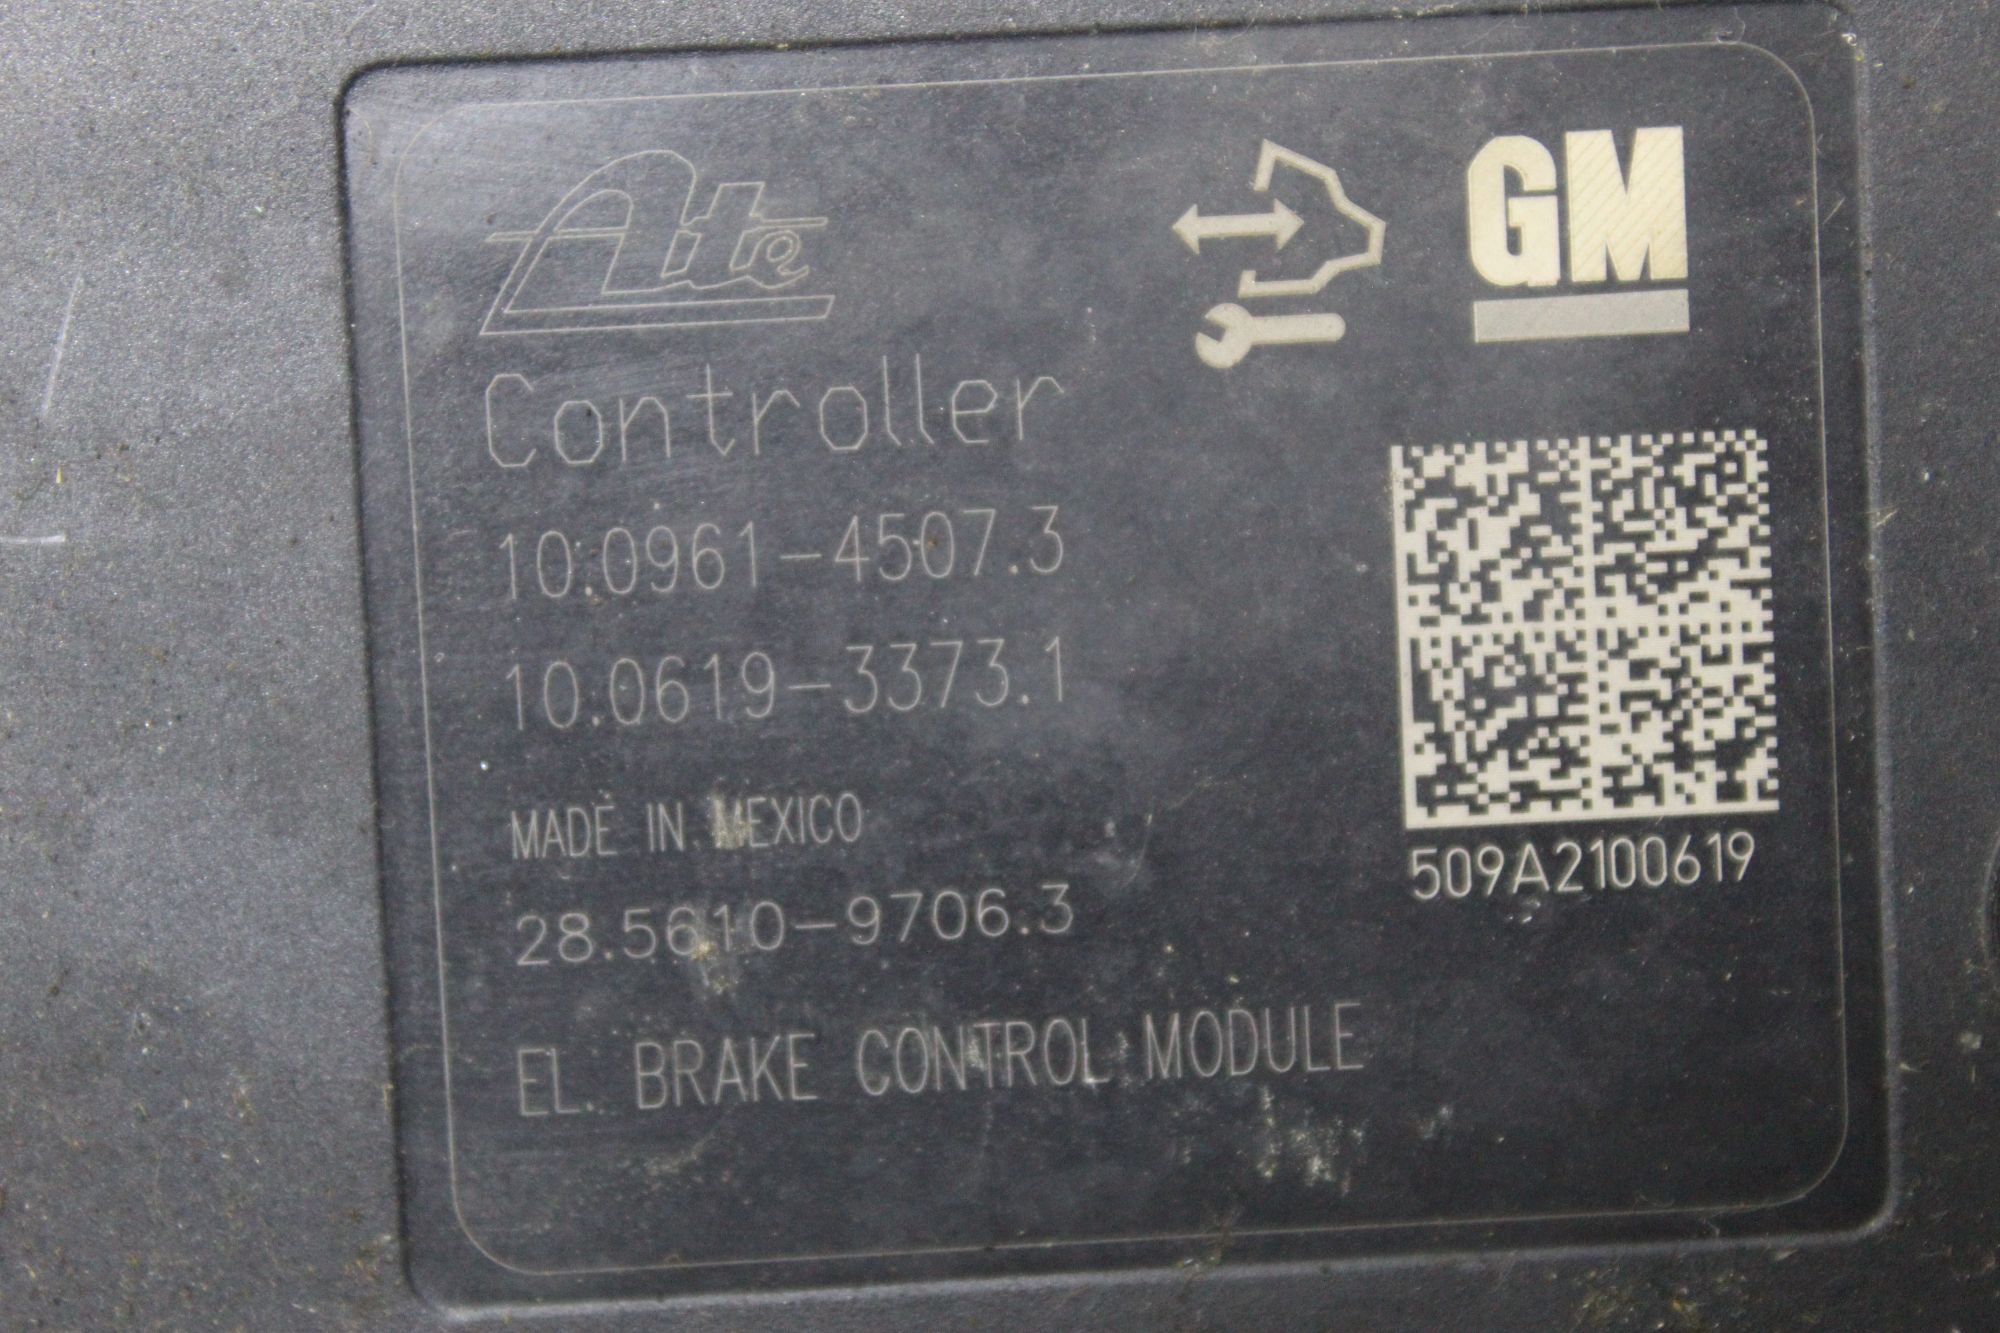 Ate
GM
Controller
10.0961-4507.3
10.0619-3373.1
MADE IN MEXICO
509A2100619
28.5610-9706.3
EL. BRAKE CONTROL MODULE